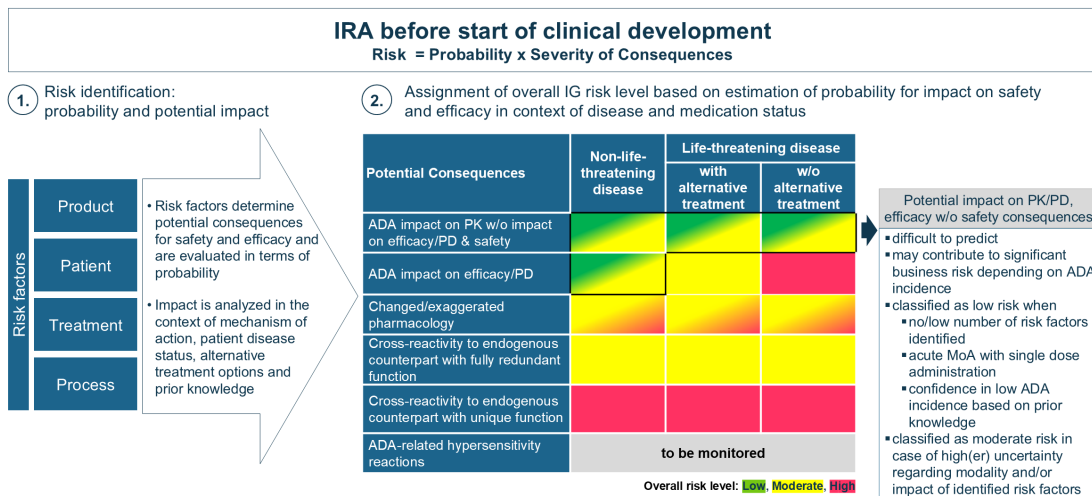 IRA before start of clinical development
Risk = Probability x Severity of Consequences
1.
Risk identification:
probability and potential impact
2.
Assignment of overall IG risk level based on estimation of probability for impact on safety
and efficacy in context of disease and medication status
Risk factors
Product
Patient
Treatment
Process
• Risk factors determine
potential consequences
for safety and efficacy and
are evaluated in terms of
probability
• Impact is analyzed in the
context of mechanism of
action, patient disease
status, alternative
treatment options and
prior knowledge
Potential Consequences
Non-life-
threatening
disease
Life-threatening disease
with
alternative
treatment
w/o
alternative
treatment
ADA impact on PK w/o impact
on efficacy/PD & safety
ADA impact on efficacy/PD
Changed/exaggerated
pharmacology
Cross-reactivity to endogenous
counterpart with fully redundant
function
Cross-reactivity to endogenous
counterpart with unique function
ADA-related hypersensitivity
reactions
to be monitored
Overall risk level: Low, Moderate, High
Potential impact on PK/PD,
efficacy w/o safety consequences
▪ difficult to predict
▪ may contribute to significant
business risk depending on ADA
incidence
▪ classified as low risk when
▪ no/low number of risk factors
identified
▪ acute MoA with single dose
administration
▪ confidence in low ADA
incidence based on prior
knowledge
▪ classified as moderate risk in
case of high(er) uncertainty
regarding modality and/or
impact of identified risk factors